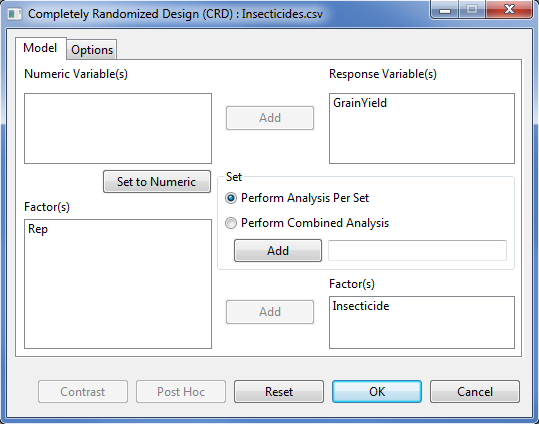 Completely Randomized Design (CRD) : Insecticides.csv
Model Options
Numeric Variable(s)
Response Variable(s)
GrainYield
Add
Set to Numeric
Set
Perform Analysis Per Set
Perform Combined Analysis
Add
Factor(s)
Rep
Factor(s)
Insecticide
Add
Contrast Post Hoc Reset OK Cancel